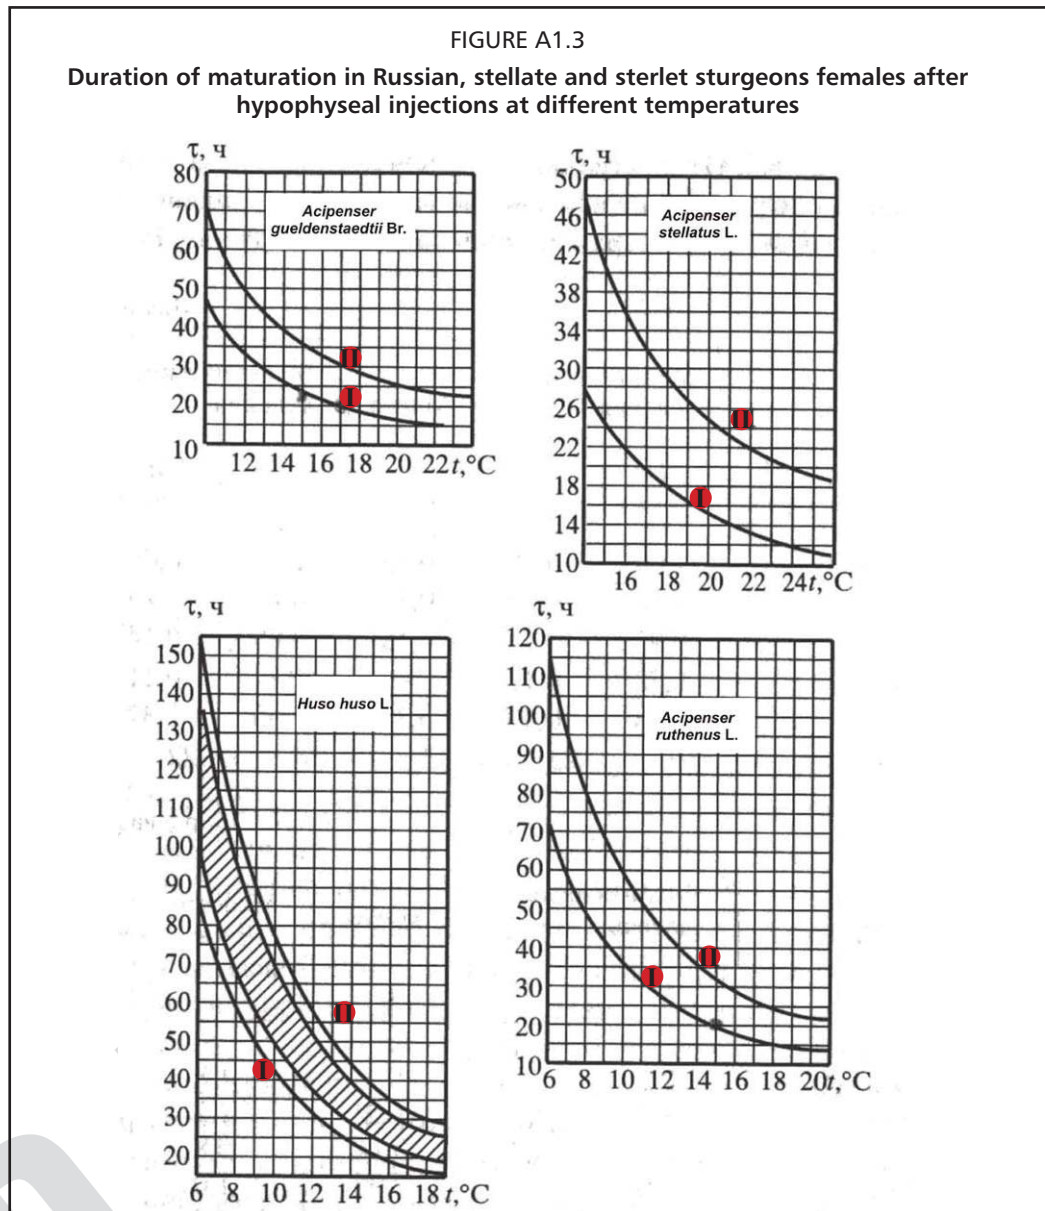 FIGURE A1.3
Duration of maturation in Russian, stellate and sterlet sturgeons females after
hypophyseal injections at different temperatures
τ, ч
80
70
60
50
40
30
20
10
Acipenser
gueldenstaedtii Br.
II
I
12 14 16 18 20 22 t,°C
τ, ч
50
46
42
38
34
30
26
22
18
14
10
Acipenser
stellatus L.
II
I
16 18 20 22 24 t,°C
τ, ч
150
140
130
120
110
100
90
80
70
60
50
40
30
20
Huso huso L.
II
I
6 8 10 12 14 16 18 t,°C
τ, ч
120
110
100
90
80
70
60
50
40
30
20
10
Acipenser
ruthenus L.
II
I
6 8 10 12 14 16 18 20 t,°C